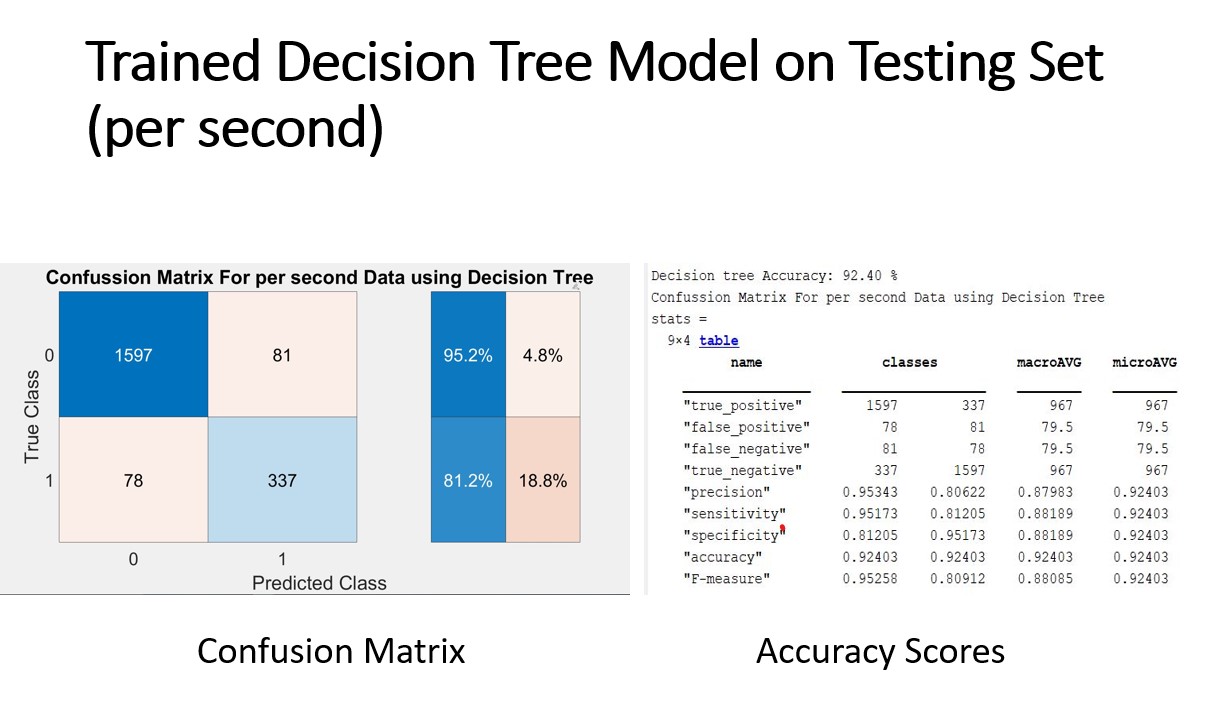 Trained Decision Tree Model on Testing Set
(per second)
Confussion Matrix For per second Data using Decision Tree
0 1597 81 95.2% 4.8%
True Class
1 78 337 81.2% 18.8%
0 1
Predicted Class
Confusion Matrix
Decision tree Accuracy: 92.40 %
Confussion Matrix For per second Data using Decision Tree
stats =
9×4 table
name classes macroAVG microAVG
"true_positive" 1597 337 967 967
"false_positive" 78 81 79.5 79.5
"false_negative" 81 78 79.5 79.5
"true_negative" 337 1597 967 967
"precision" 0.95343 0.80622 0.87983 0.92403
"sensitivity" 0.95173 0.81205 0.88189 0.92403
"specificity" 0.81205 0.95173 0.88189 0.92403
"accuracy" 0.92403 0.92403 0.92403 0.92403
"F-measure" 0.95258 0.80912 0.88085 0.92403
Accuracy Scores